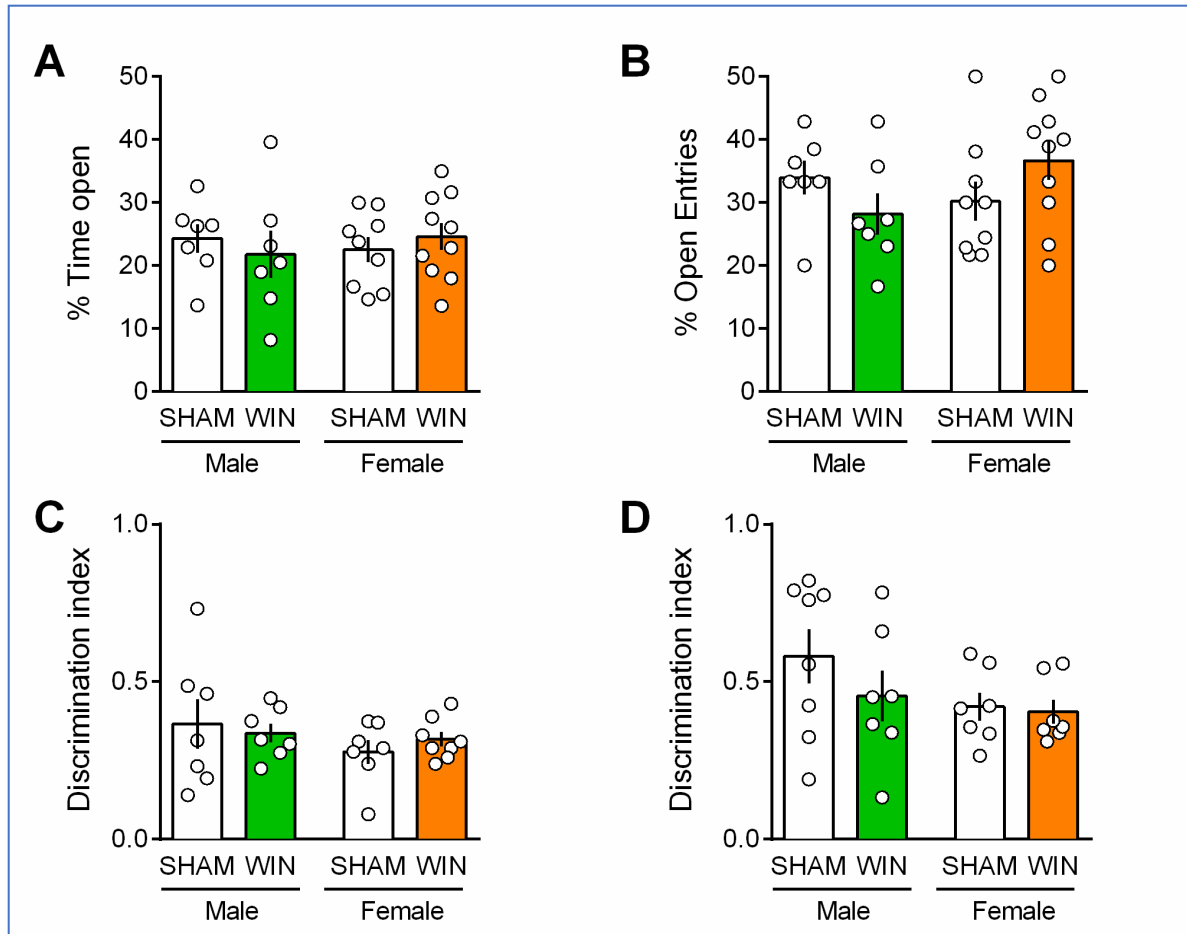 A
50
40
30
20
10
0
% Time open
SHAM WIN SHAM WIN
Male Female
B
50
40
30
20
10
0
% Open Entries
SHAM WIN SHAM WIN
Male Female
C
1.0
0.5
0.0
Discrimination index
SHAM WIN SHAM WIN
Male Female
D
1.0
0.5
0.0
Discrimination index
SHAM WIN SHAM WIN
Male Female